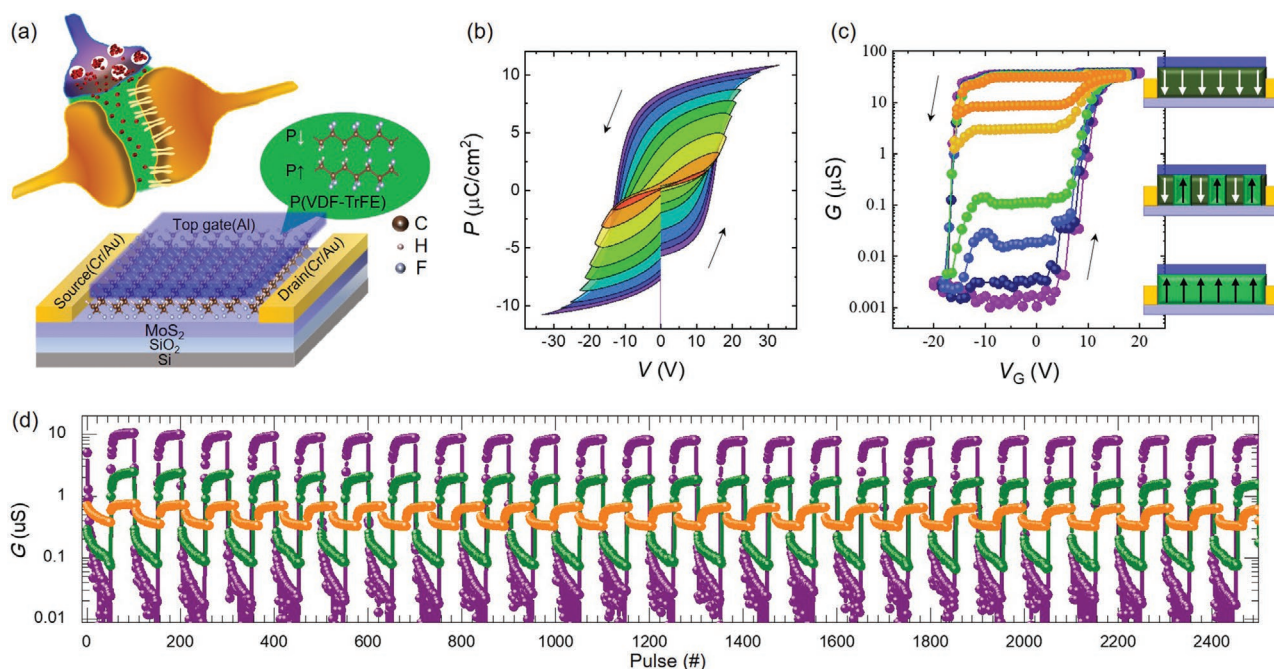 (a)
P↓
P↑
P(VDF-TrFE)
Top gate(Al)
Source(Cr/Au)
Drain(Cr/Au)
C
H
F
MoS2
SiO2
Si
(b)
P (μC/cm2)
10
5
0
-5
-10
-30 -20 -10 0 10 20 30
V (V)
(c)
G (μS)
100
10
1
0.1
0.01
0.001
-20 -10 0 10 20
VG (V)
(d)
G (uS)
10
1
0.1
0.01
0 200 400 600 800 1000 1200 1400 1600 1800 2000 2200 2400
Pulse (#)